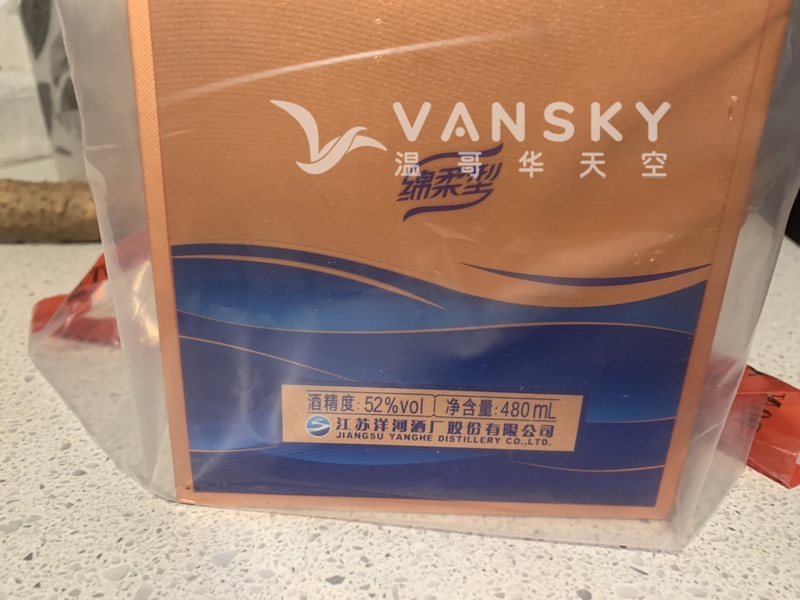 VANSKY
温哥华天空
绵柔型
酒精度:52%vol 净含量:480mL
江苏洋河酒厂股份有限公司
JIANGSU YANGHE DISTILLERY CO.,LTD.